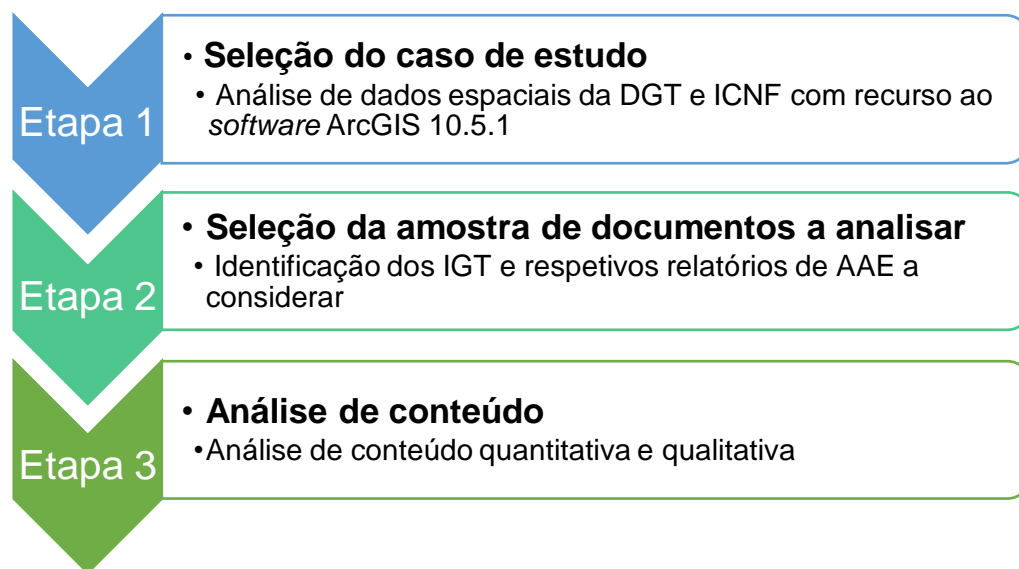 Etapa 1
• Seleção do caso de estudo
• Análise de dados espaciais da DGT e ICNF com recurso ao
software ArcGIS 10.5.1
Etapa 2
• Seleção da amostra de documentos a analisar
• Identificação dos IGT e respetivos relatórios de AAE a
considerar
Etapa 3
• Análise de conteúdo
•Análise de conteúdo quantitativa e qualitativa